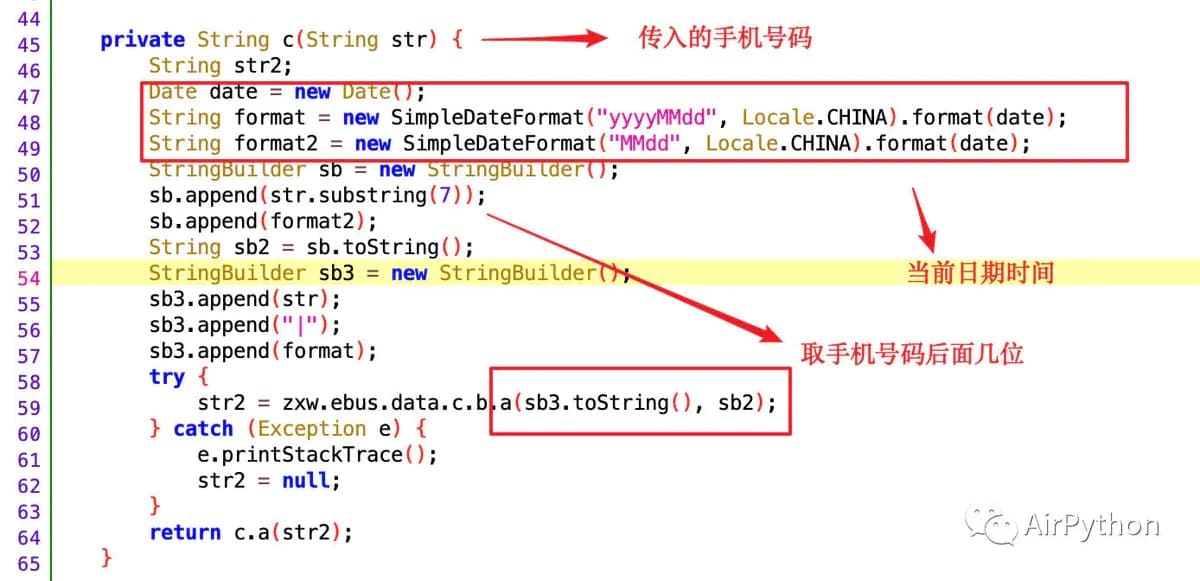 44
45 private String c(String str) { 传入的手机号码
46 String str2;
47 Date date = new Date();
48 String format = new SimpleDateFormat("yyyyMMdd", Locale.CHINA).format(date);
49 String format2 = new SimpleDateFormat("MMdd", Locale.CHINA).format(date);
50 StringBuilder sb = new StringBuilder();
51 sb.append(str.substring(7));
52 sb.append(format2);
53 String sb2 = sb.toString();
54 StringBuilder sb3 = new StringBuilder(); 当前日期时间
55 sb3.append(str);
56 sb3.append("|");
57 sb3.append(format); 取手机号码后面几位
58 try {
59 str2 = zxw.ebus.data.c.b.a(sb3.toString(), sb2);
60 } catch (Exception e) {
61 e.printStackTrace();
62 str2 = null;
63 }
64 return c.a(str2);
65 }
AirPython